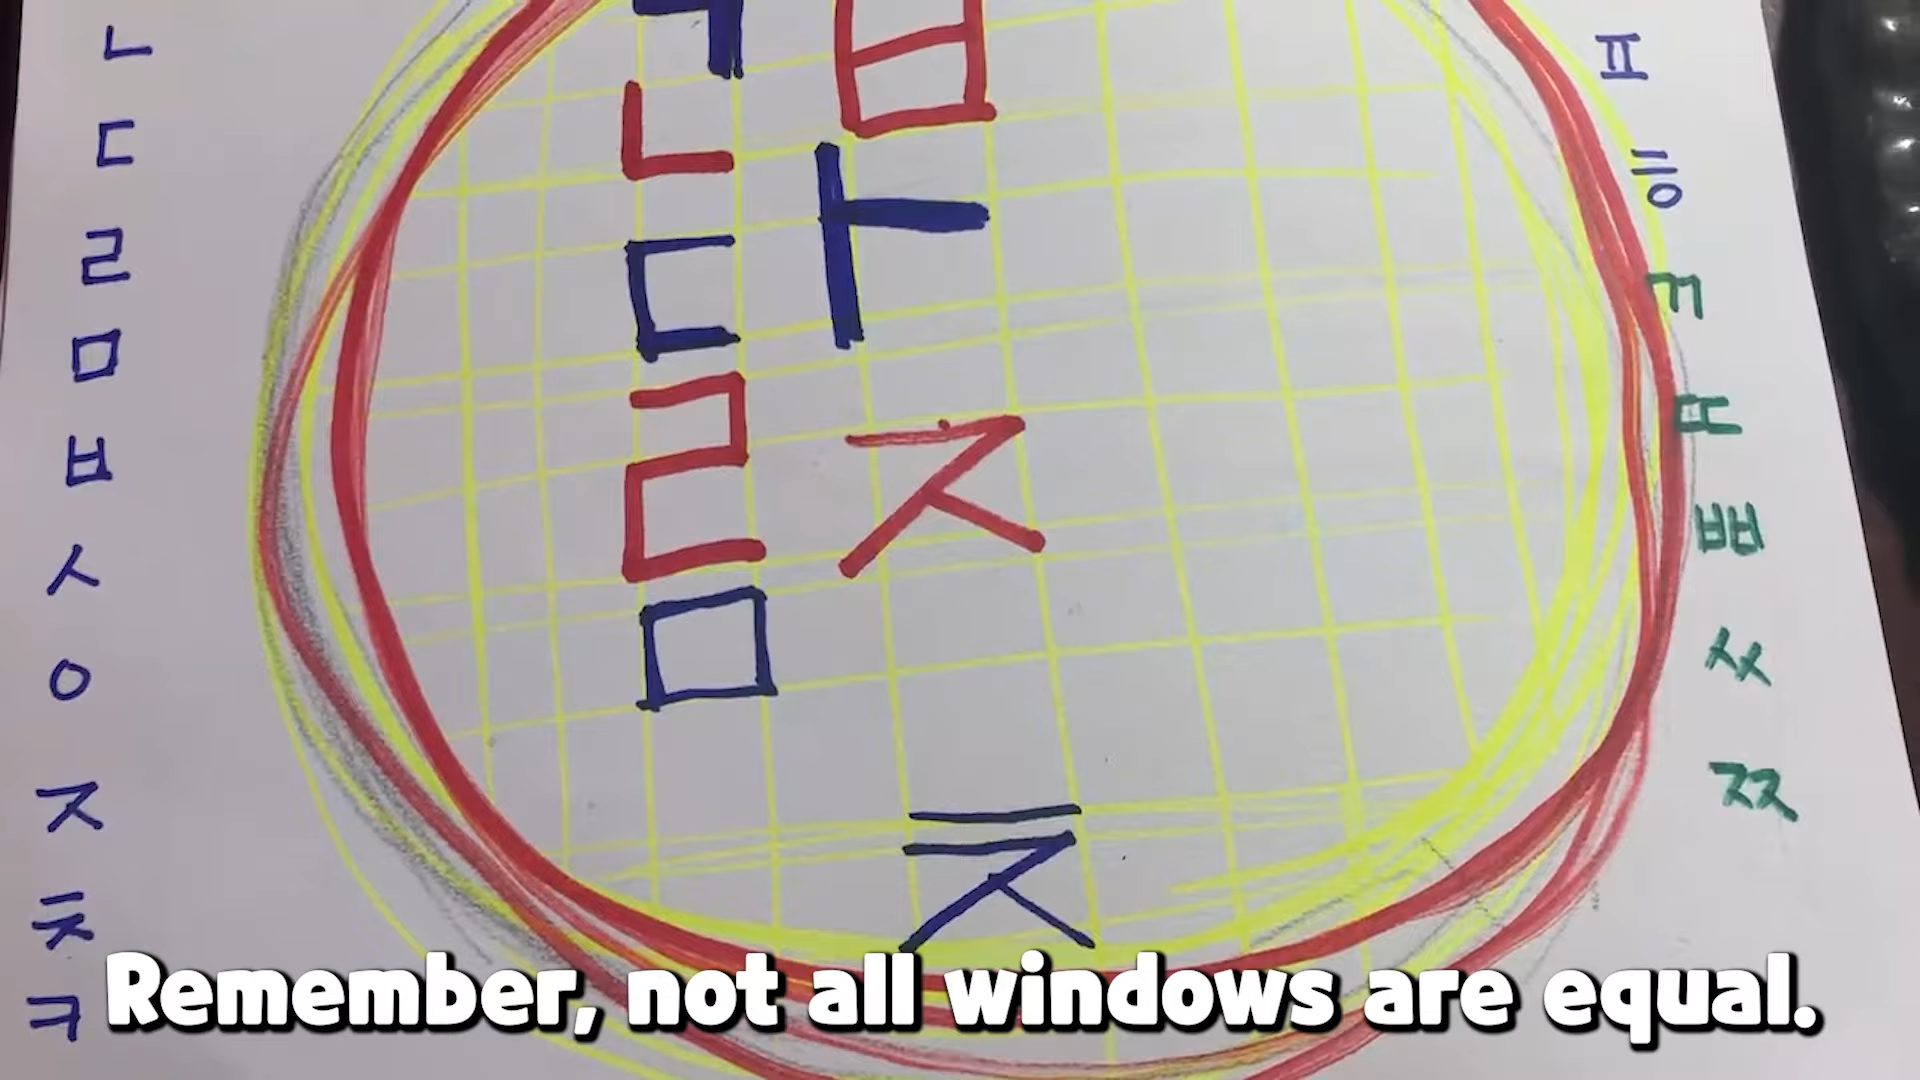 ㄴ
ㄷ
ㄹ
ㅁ
ㅂ
ㅅ
ㅇ
ㅈ
ㅊ
ㅋ
ㄱ
ㄴ
ㄷ
ㄹ
ㅁ
ㅂ
ㅏ
ㅈ
ㅊ
ㅍ
ㅎ
ㄲ
ㄸ
ㅃ
ㅆ
ㅉ
Remember, not all windows are equal.